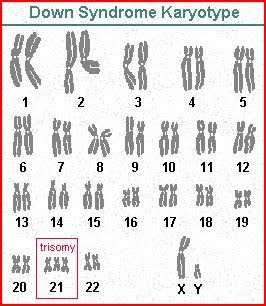 Down Syndrome Karyotype
1 2 3 4 5
6 7 8 9 10 11 12
13 14 15 16 17 18 19
trisomy
20 21 22 X Y